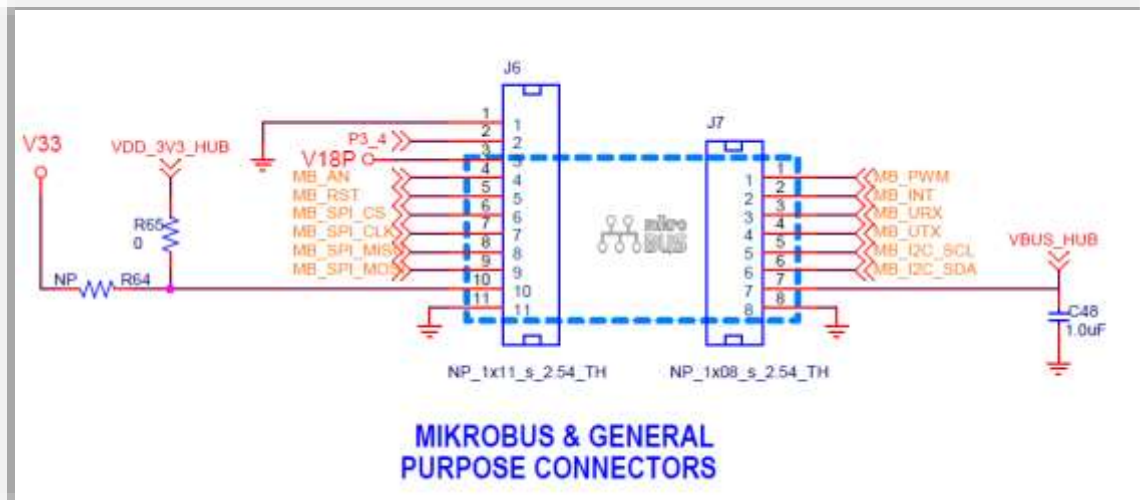 J6
J7
V33
VDD_3V3_HUB
R65
0
NP
R64
P3_4
V18P
MB_AN
MB_RST
MB_SPI_CS
MB_SPI_CLK
MB_SPI_MISO
MB_SPI_MOSI
1
2
3
4
5
6
7
8
9
10
11
1
2
3
4
5
6
7
8
9
10
11
mikro
BUS
1
2
3
4
5
6
7
8
1
2
3
4
5
6
7
8
MB_PWM
MB_INT
MB_URX
MB_UTX
MB_I2C_SCL
MB_I2C_SDA
VBUS_HUB
C48
1.0uF
NP_1x11_s_2.54_TH
NP_1x08_s_2.54_TH
MIKROBUS & GENERAL
PURPOSE CONNECTORS